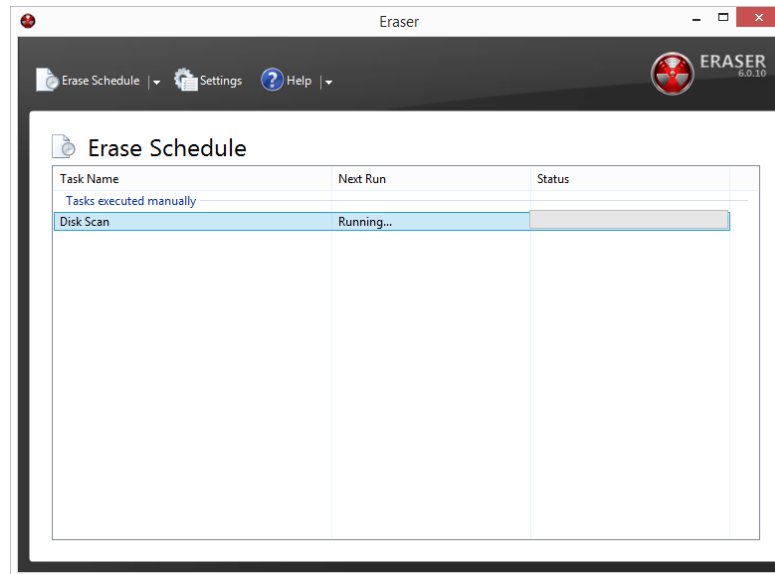 Eraser
Erase Schedule Settings Help
ERASER
6.0.10
Erase Schedule
Task Name Next Run Status
Tasks executed manually
Disk Scan Running...